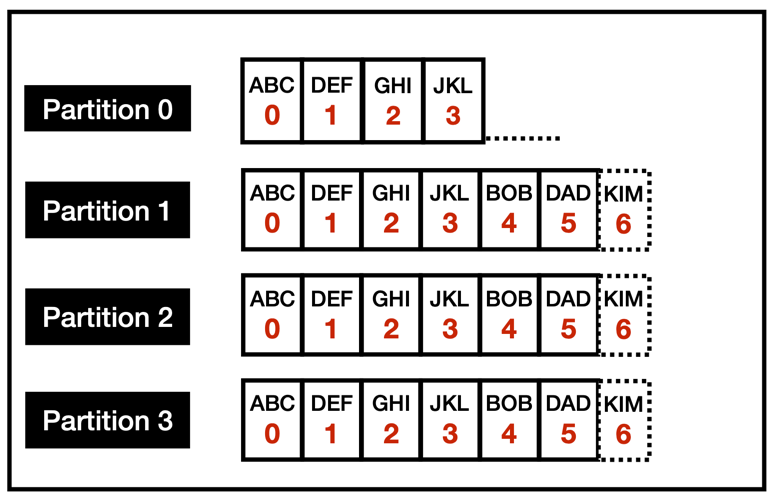 Partition 0
ABC DEF GHI JKL
0 1 2 3
Partition 1
ABC DEF GHI JKL BOB DAD KIM
0 1 2 3 4 5 6
Partition 2
ABC DEF GHI JKL BOB DAD KIM
0 1 2 3 4 5 6
Partition 3
ABC DEF GHI JKL BOB DAD KIM
0 1 2 3 4 5 6